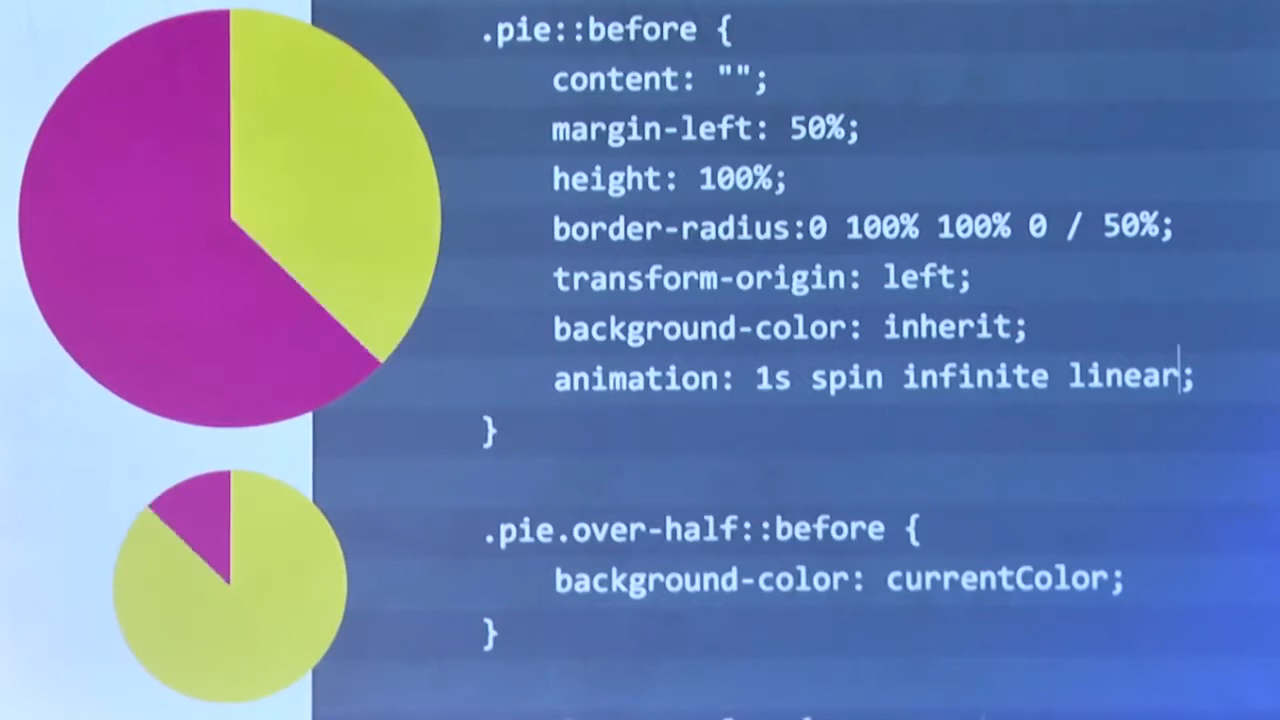 .pie::before {
content: "";
margin-left: 50%;
height: 100%;
border-radius:0 100% 100% 0 / 50%;
transform-origin: left;
background-color: inherit;
animation: 1s spin infinite linear;
}
.pie.over-half::before {
background-color: currentColor;
}